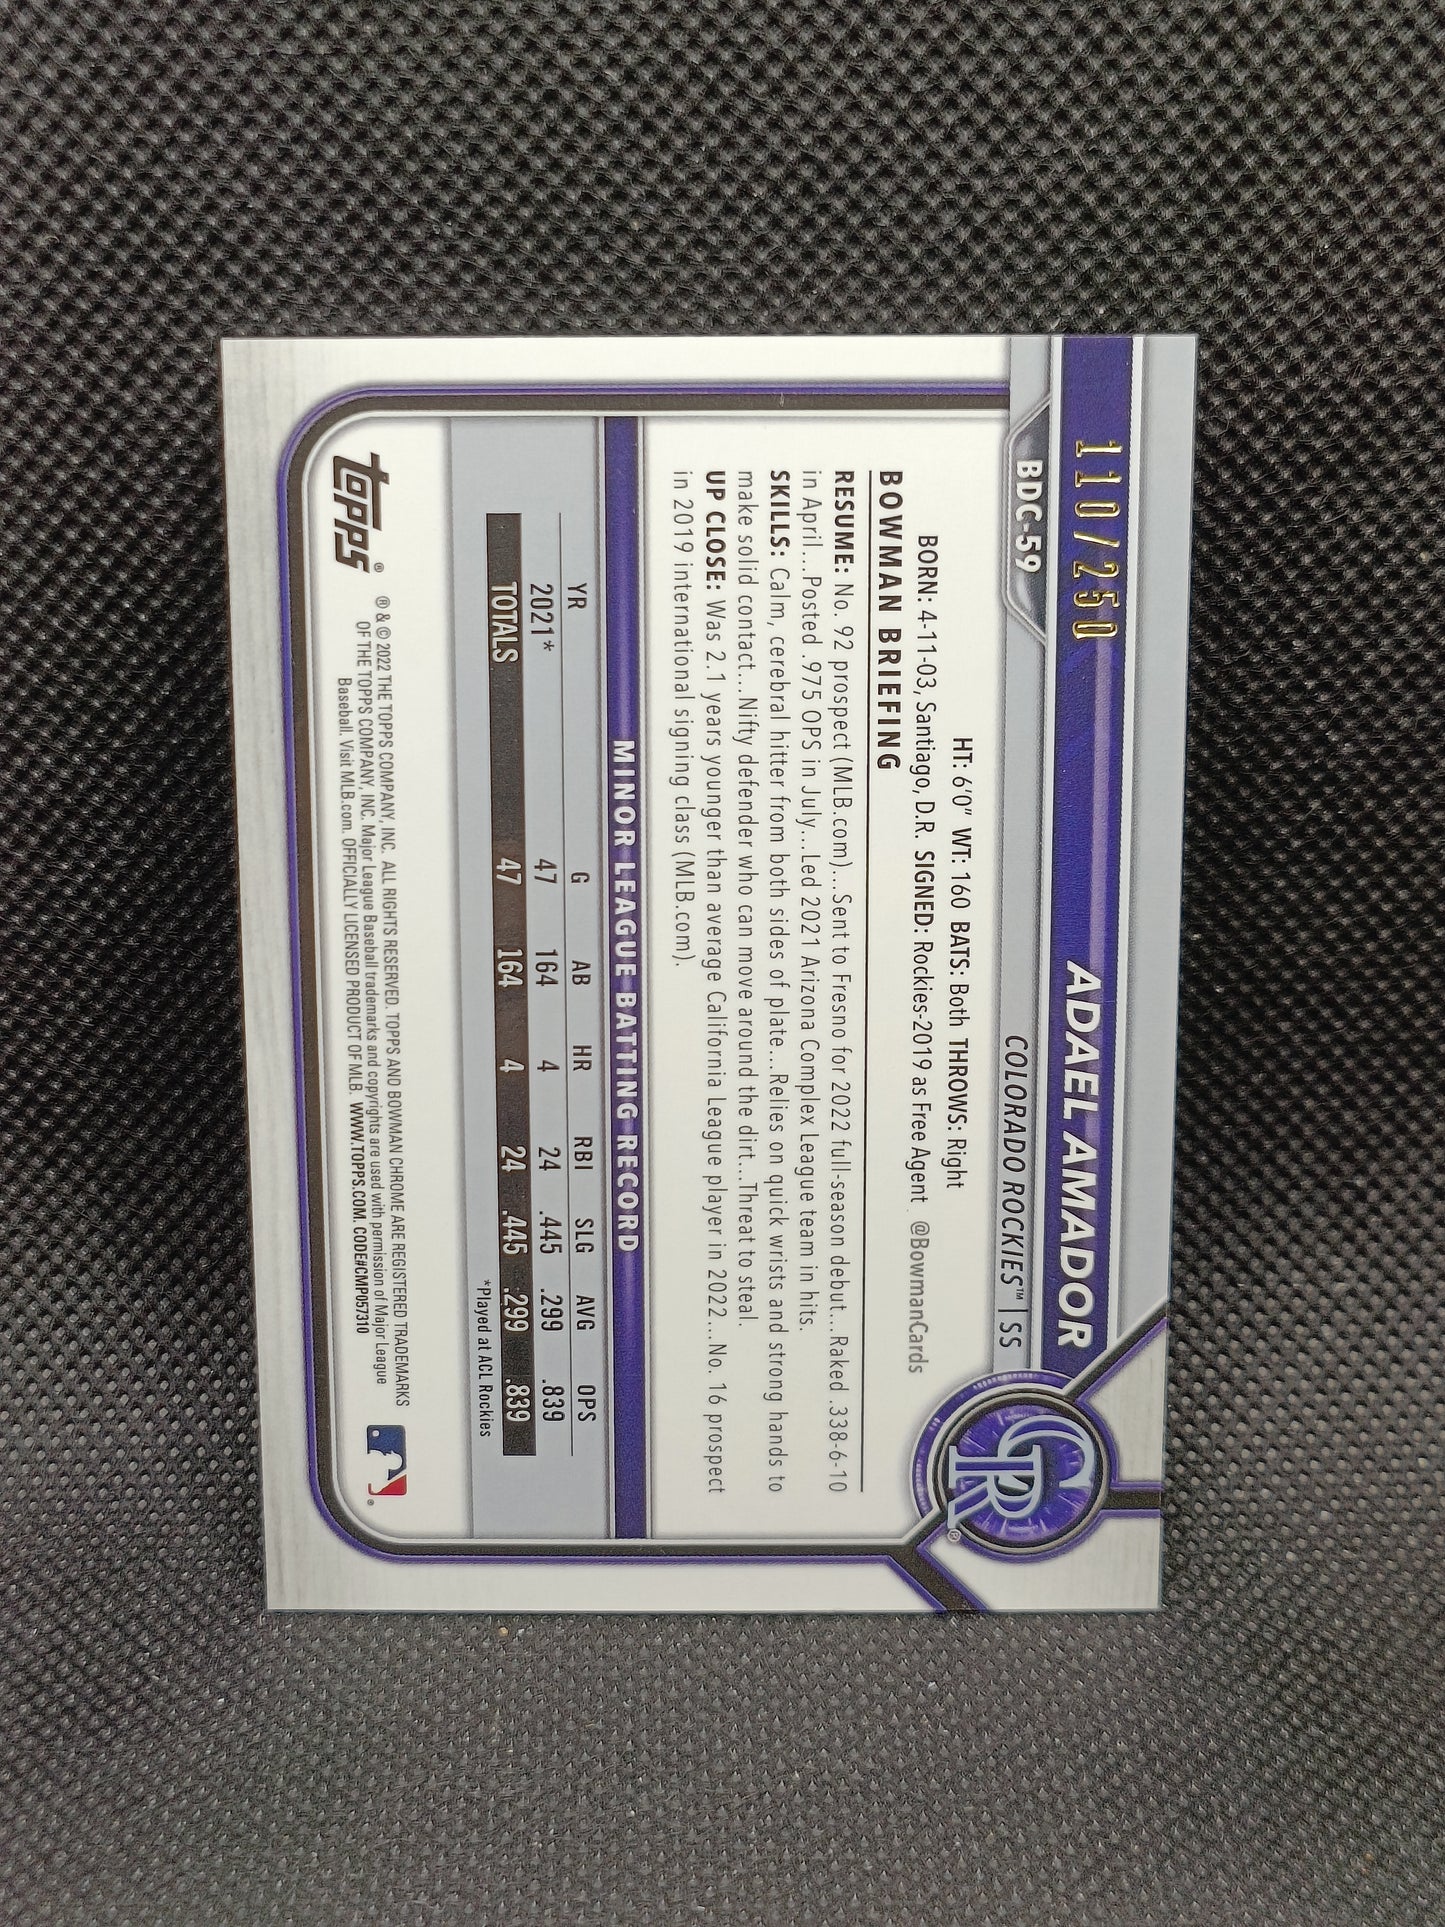 110/250
ADAEL AMADOR
BDC-59
COLORADO ROCKIES™ | SS
CR®
HT: 6'0" WT: 160 BATS: Both THROWS: Right
BORN: 4-11-03, Santiago, D.R. SIGNED: Rockies-2019 as Free Agent @BowmanCards
BOWMAN BRIEFING
RESUME: No. 92 prospect (MLB.com)...Sent to Fresno for 2022 full-season debut...Raked .338-6-10
in April...Posted .975 OPS in July...Led 2021 Arizona Complex League team in hits.
SKILLS: Calm, cerebral hitter from both sides of plate...Relies on quick wrists and strong hands to
make solid contact...Nifty defender who can move around the dirt...Threat to steal.
UP CLOSE: Was 2.1 years younger than average California League player in 2022...No. 16 prospect
in 2019 international signing class (MLB.com).
MINOR LEAGUE BATTING RECORD
YR G AB HR RBI SLG AVG OPS
2021* 47 164 4 24 .445 .299 .839
TOTALS 47 164 4 24 .445 .299 .839
*Played at ACL Rockies
topps®
® & © 2022 THE TOPPS COMPANY, INC. ALL RIGHTS RESERVED. TOPPS AND BOWMAN CHROME ARE REGISTERED TRADEMARKS
OF THE TOPPS COMPANY, INC. Major League Baseball trademarks and copyrights are used with permission of Major League
Baseball. Visit MLB.com. OFFICIALLY LICENSED PRODUCT OF MLB. WWW.TOPPS.COM. CODE#CMP057310